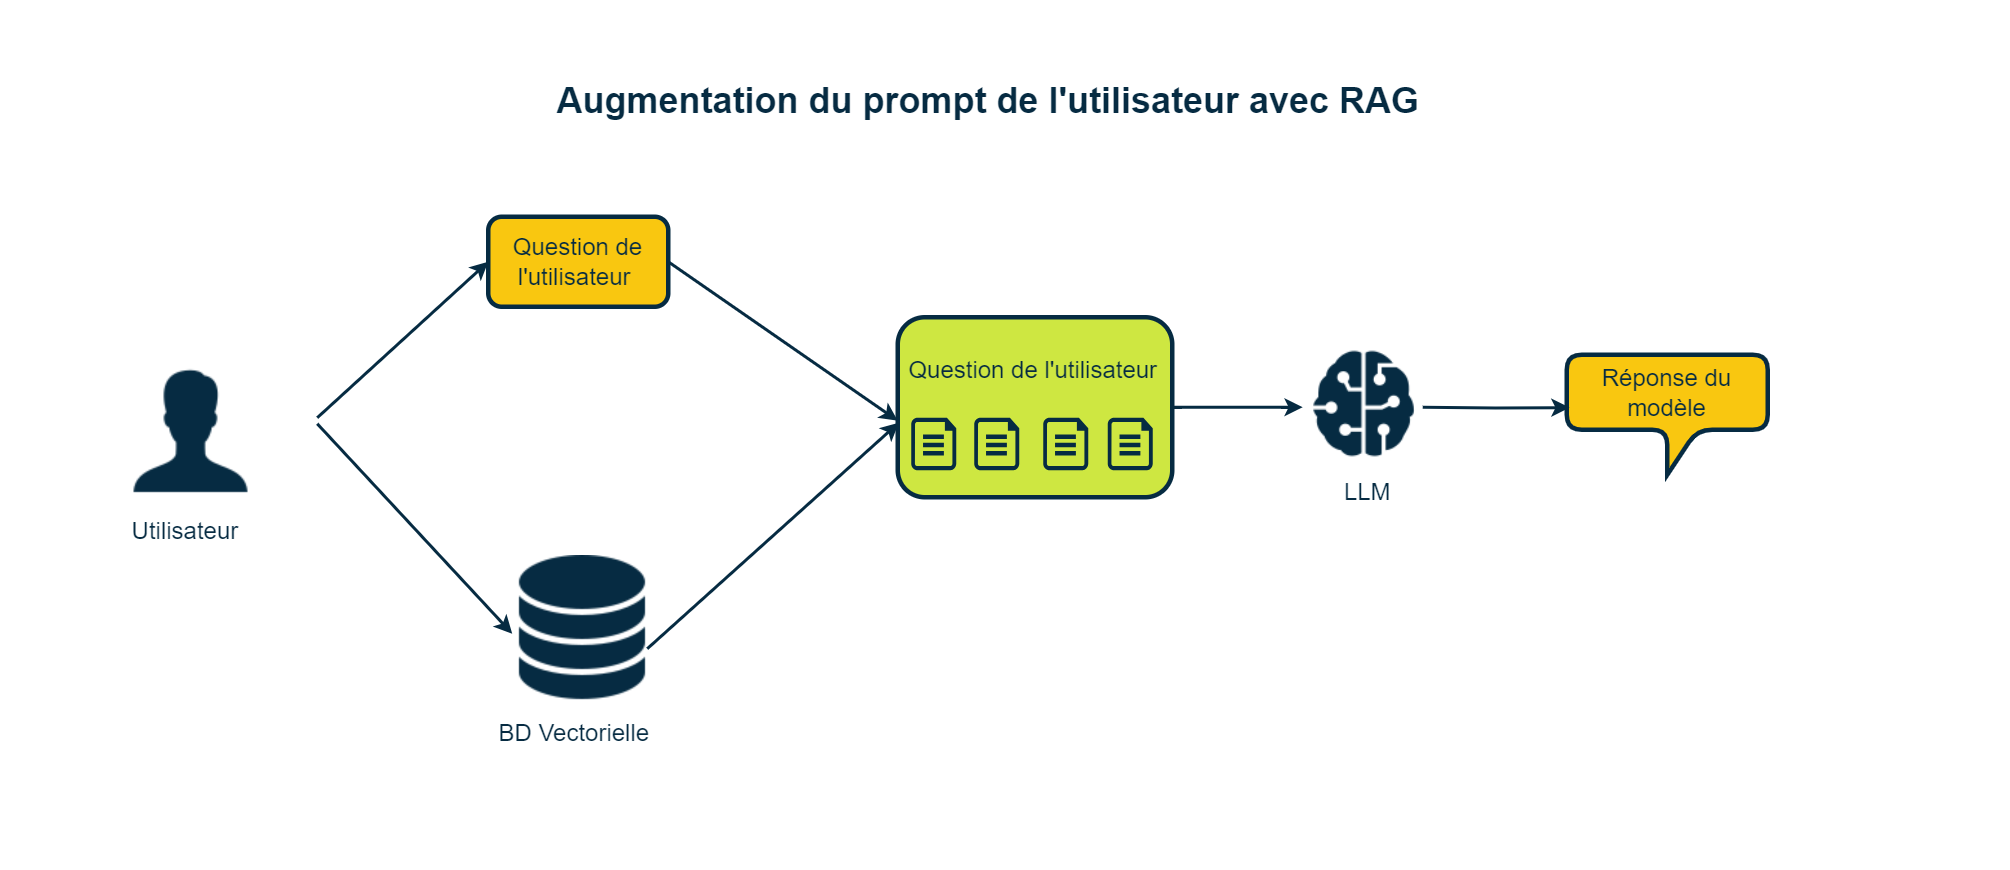 Augmentation du prompt de l'utilisateur avec RAG
Question de
l'utilisateur
Question de l'utilisateur
Réponse du
modèle
LLM
Utilisateur
BD Vectorielle